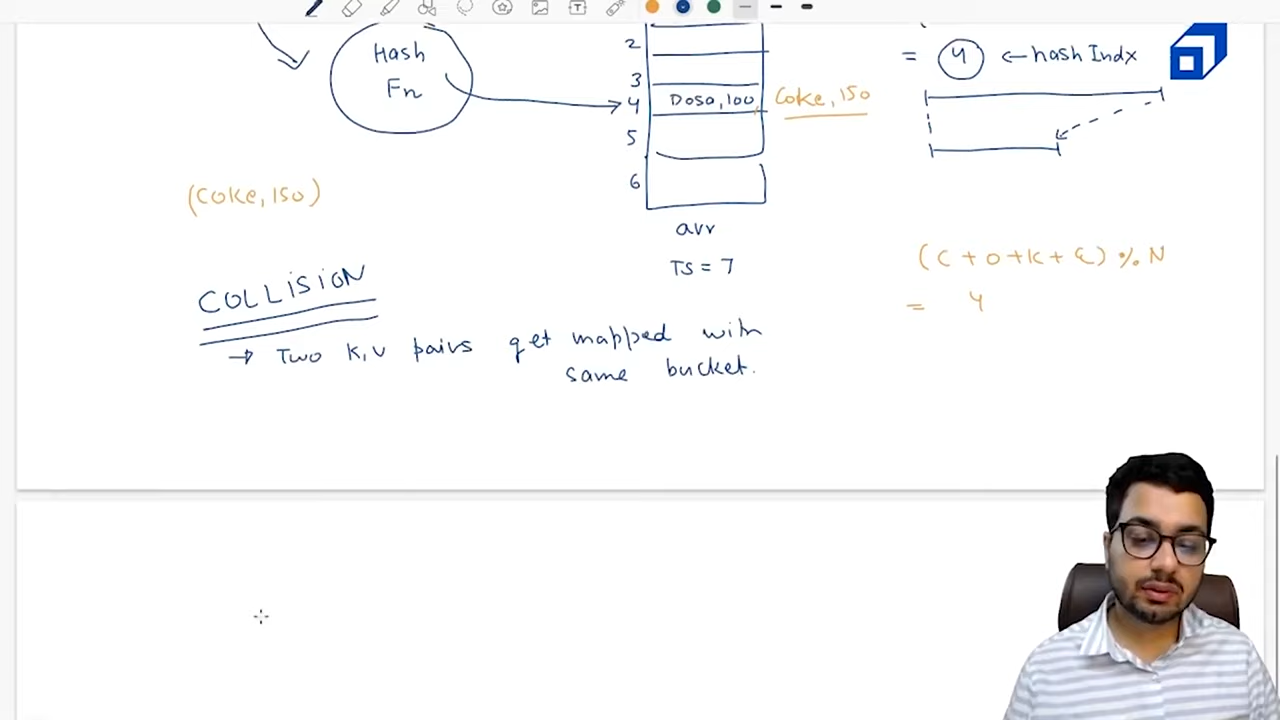 Hash
Fn
2
3
4
5
6
Dosa, 100
Coke, 150
= 4 ← hash Indx
(Coke, 150)
arr
TS = 7
(C + O + K + E) % N
= 4
COLLISION
→ Two K,V pairs get mapped with
same bucket.